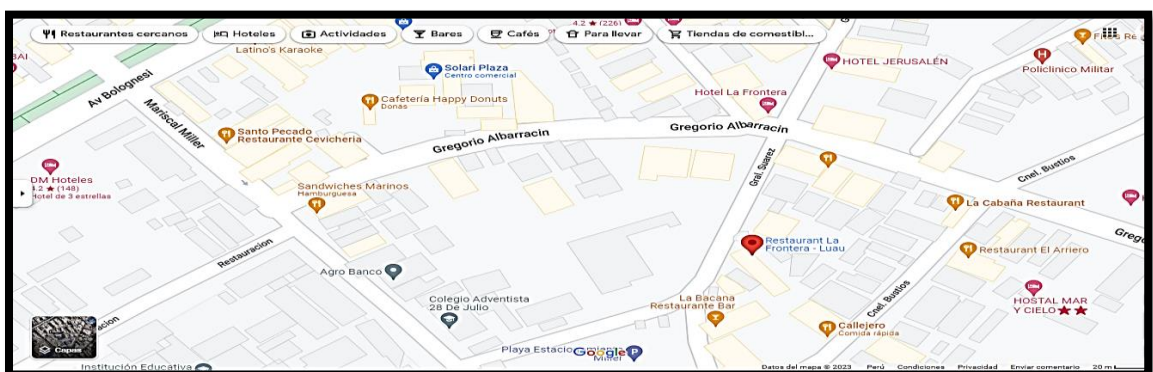 4.2 ★ (226)
Restaurantes cercanos
Hoteles
Actividades
Bares
Cafés
Para llevar
Tiendas de comestibl...
Latino's Karaoke
Solari Plaza
Centro comercial
HOTEL JERUSALÉN
Policlinico Militar
Av Bolognesi
Mariscal Miller
Cafetería Happy Donuts
Donas
Hotel La Frontera
Santo Pecado
Restaurante Cevicheria
Gregorio Albarracin
Gregorio Albarracin
Gral. Suarez
Cnel. Bustios
DM Hoteles
4.2 ★ (148)
Hotel de 3 estrellas
Sandwiches Marinos
Hamburguesa
La Cabaña Restaurant
Restauracion
Restaurant La
Frontera - Luau
Restaurant El Arriero
Agro Banco
Colegio Adventista
28 De Julio
La Bacana
Restaurante Bar
Cnel. Bustios
HOSTAL MAR
Y CIELO ★ ★
Callejero
Comida rápida
Capas
Google
Institución Educativa
Datos del mapa © 2023
Perú
Condiciones
Privacidad
Enviar comentario
20 m